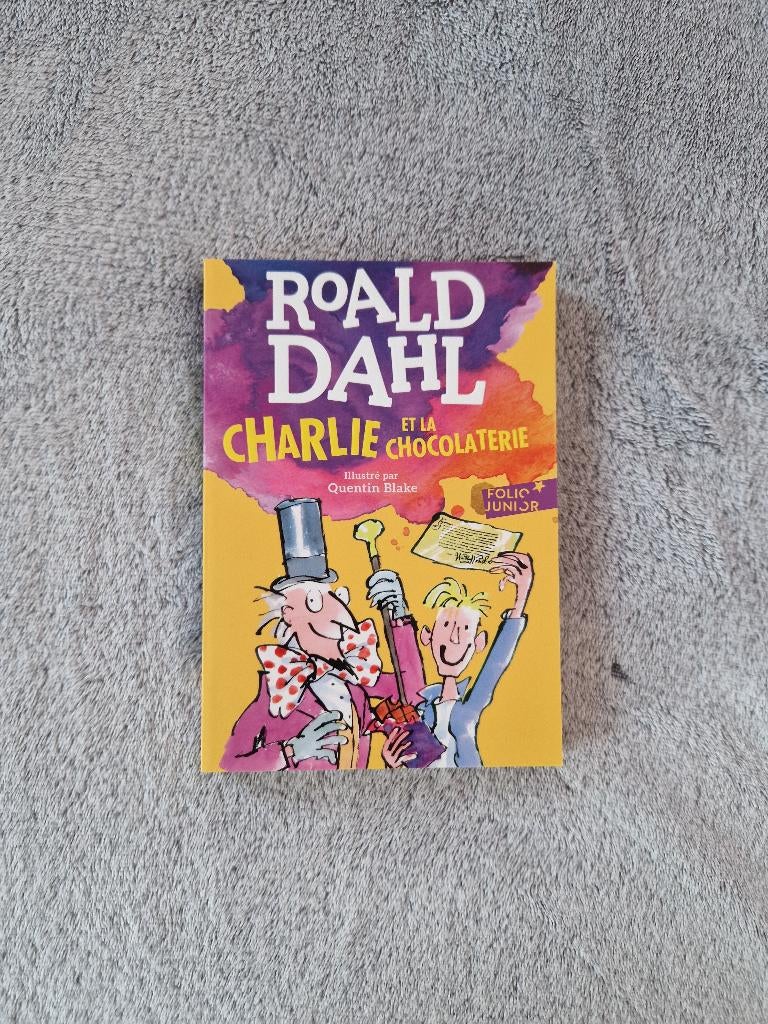 ROALD
DAHL
CHARLIE ET LA CHOCOLATERIE
Illustré par
Quentin Blake
FOLIO
JUNIOR